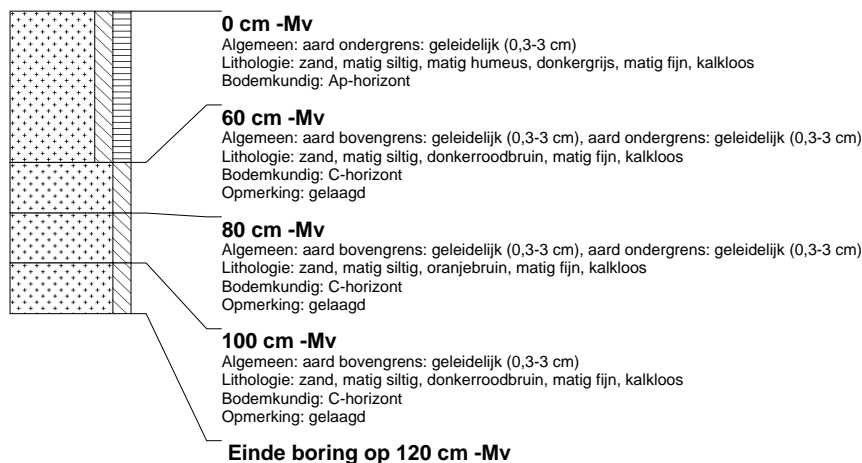 0 cm -Mv
Algemeen: aard ondergrens: geleidelijk (0,3-3 cm)
Lithologie: zand, matig siltig, matig humeus, donkergrijs, matig fijn, kalkloos
Bodemkundig: Ap-horizont
60 cm -Mv
Algemeen: aard bovengrens: geleidelijk (0,3-3 cm), aard ondergrens: geleidelijk (0,3-3 cm)
Lithologie: zand, matig siltig, donkerroodbruin, matig fijn, kalkloos
Bodemkundig: C-horizont
Opmerking: gelaagd
80 cm -Mv
Algemeen: aard bovengrens: geleidelijk (0,3-3 cm), aard ondergrens: geleidelijk (0,3-3 cm)
Lithologie: zand, matig siltig, oranjebruin, matig fijn, kalkloos
Bodemkundig: C-horizont
Opmerking: gelaagd
100 cm -Mv
Algemeen: aard bovengrens: geleidelijk (0,3-3 cm)
Lithologie: zand, matig siltig, donkerroodbruin, matig fijn, kalkloos
Bodemkundig: C-horizont
Opmerking: gelaagd
Einde boring op 120 cm -Mv